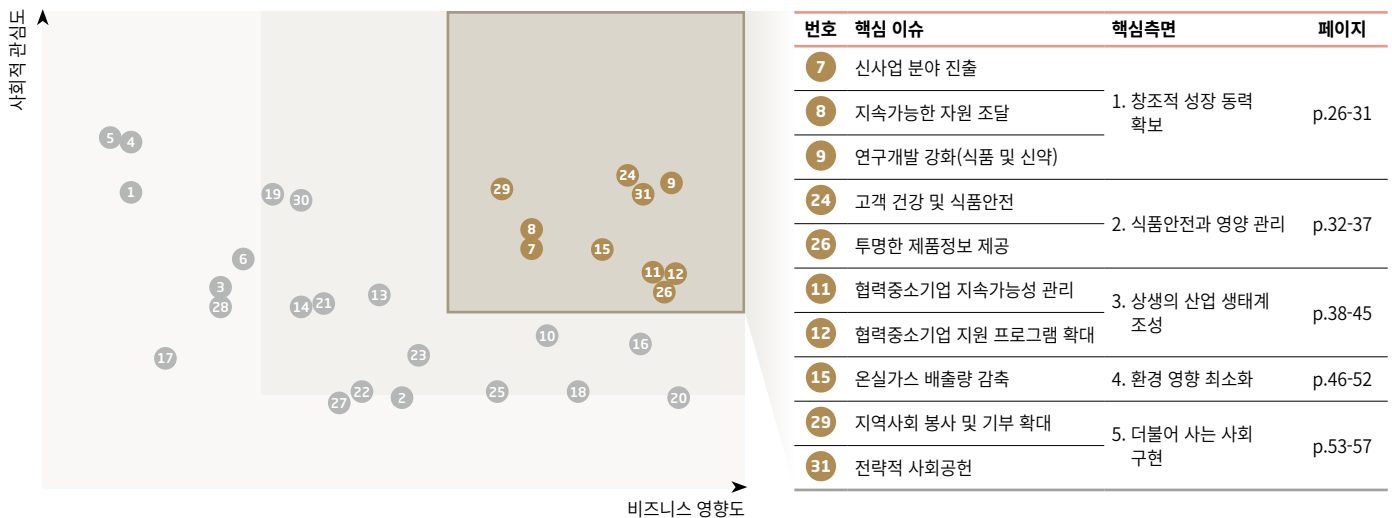 사회적 관심도
5
4
1
19
30
29
24
31
9
8
7
15
6
11
12
26
3
28
14
21
13
10
16
17
23
22
27
2
25
18
20
비즈니스 영향도
번호 핵심 이슈 핵심측면 페이지
7 신사업 분야 진출
8 지속가능한 자원 조달
9 연구개발 강화(식품 및 신약)
1. 창조적 성장 동력
확보
p.26-31
24 고객 건강 및 식품안전
26 투명한 제품정보 제공
2. 식품안전과 영양 관리
p.32-37
11 협력중소기업 지속가능성 관리
12 협력중소기업 지원 프로그램 확대
3. 상생의 산업 생태계
조성
p.38-45
15 온실가스 배출량 감축 4. 환경 영향 최소화 p.46-52
29 지역사회 봉사 및 기부 확대
31 전략적 사회공헌
5. 더불어 사는 사회
구현
p.53-57